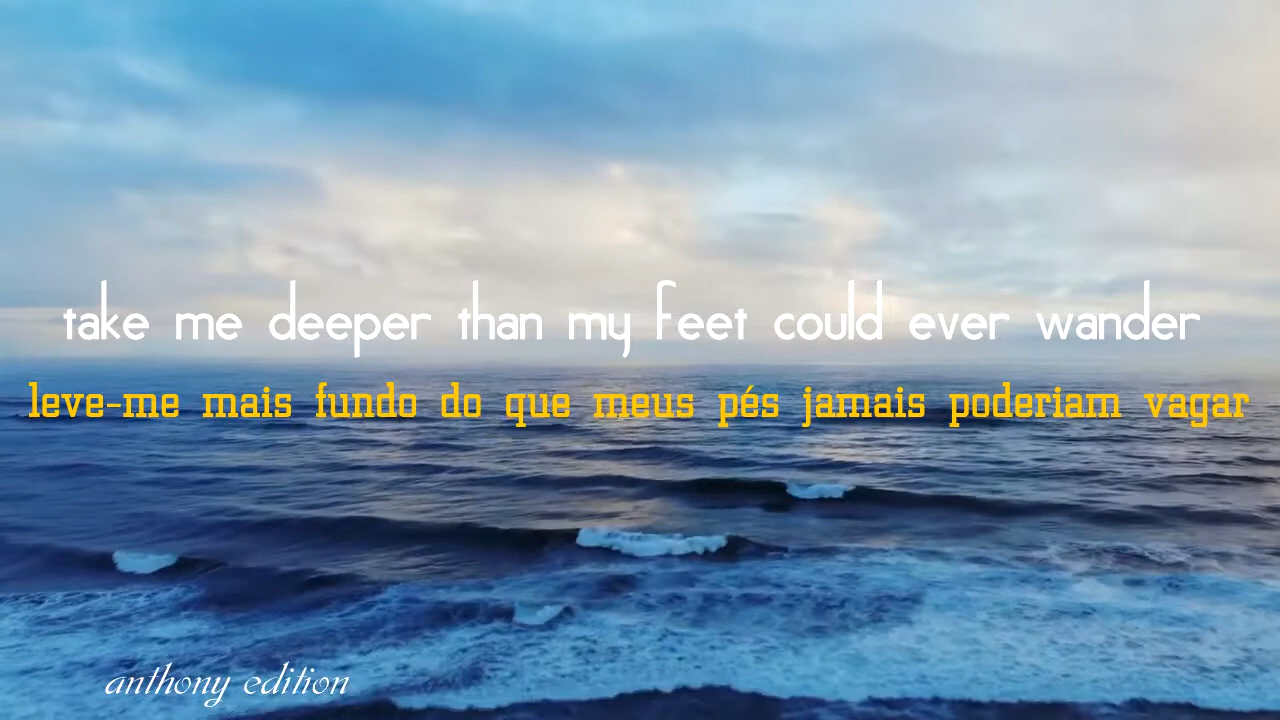 take me deeper than my feet could ever wander
leve-me mais fundo do que meus pés jamais poderiam vagar
anthony edition